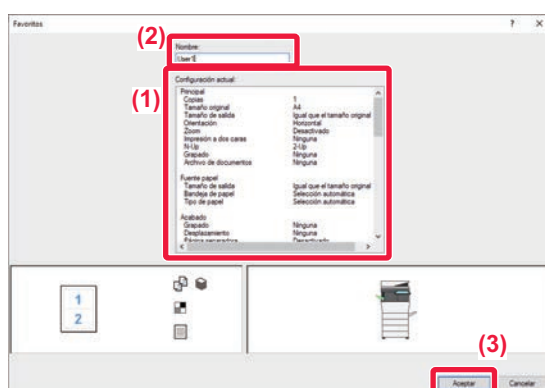 Favoritos ? X
(2)
Nombre:
User1
(1)
Configuración actual:
Principal
Copias 1
Tamaño original A4
Tamaño de salida Igual que el tamaño original
Orientación Horizontal
Zoom Desactivado
Impresión a dos caras Ninguna
N-Up 2-Up
Grapado Ninguna
Archivo de documentos Ninguna
Fuente papel
Tamaño de salida Igual que el tamaño original
Bandeja de papel Selección automática
Tipo de papel Selección automática
Acabado
Grapado Ninguna
Desplazamiento Ninguna
Página separadora Desactivado
1
2
(3)
Aceptar Cancelar